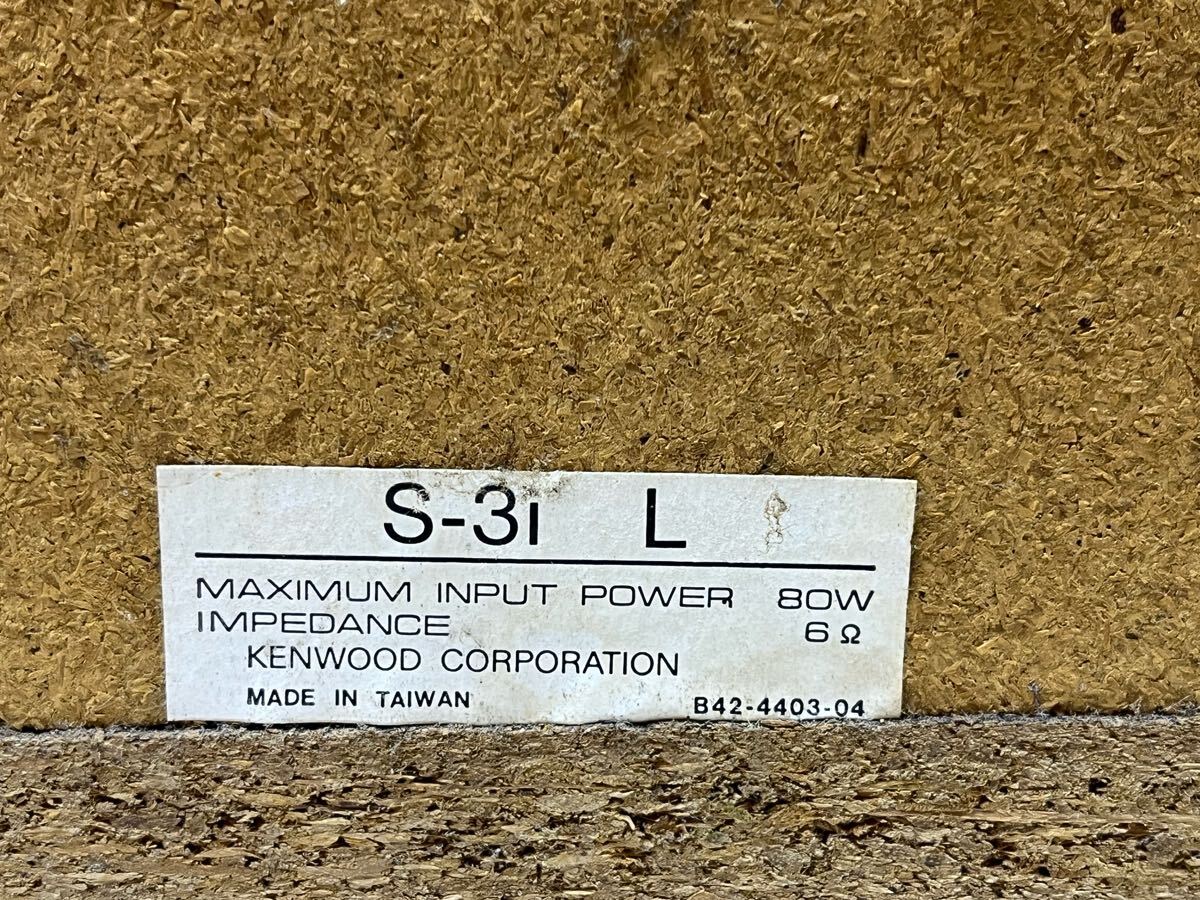 S-3i L
MAXIMUM INPUT POWER 80W
IMPEDANCE 6 Ω
KENWOOD CORPORATION
MADE IN TAIWAN B42-4403-04